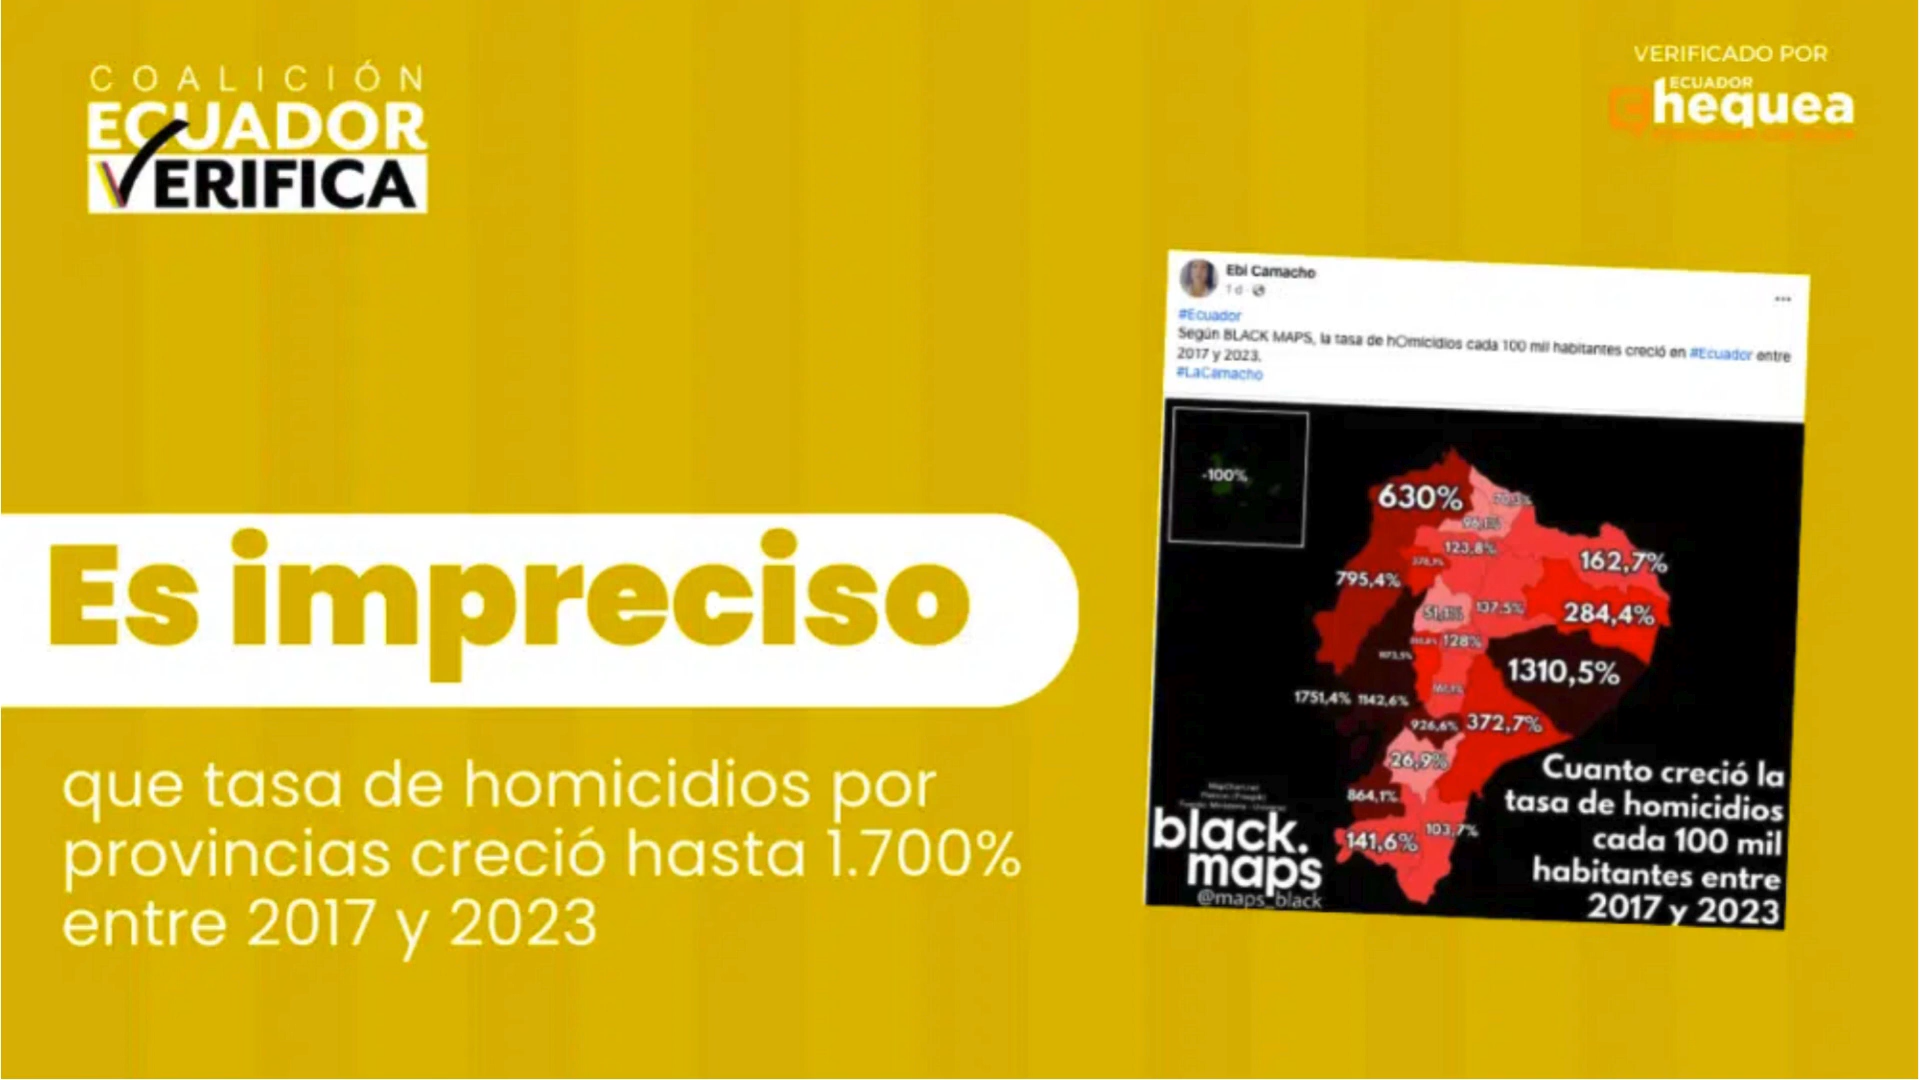 COALICIÓN
ECUADOR
VERIFICA
VERIFICADO POR
ECUADOR
Chequea
Es impreciso
que tasa de homicidios por
provincias creció hasta 1.700%
entre 2017 y 2023
Ebi Camacho
1 d
#Ecuador
Según BLACK MAPS, la tasa de hOmicidios cada 100 mil habitantes creció en #Ecuador entre
2017 y 2023.
#LaCamacho
-100%
630%
123,8%
162,7%
795,4%
51,1%
137,5%
284,4%
128%
1310,5%
1751,4%
1142,6%
926,6%
372,7%
26,9%
864,1%
141,6%
103,7%
Cuanto creció la
tasa de homicidios
cada 100 mil
habitantes entre
2017 y 2023
black.
maps
@maps_black